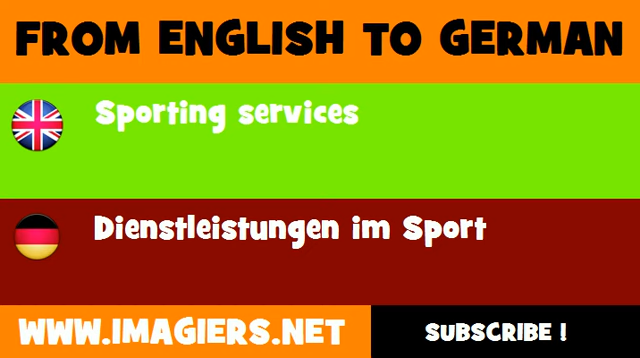 FROM ENGLISH TO GERMAN
Sporting services
Dienstleistungen im Sport
WWW.IMAGIERS.NET
SUBSCRIBE !